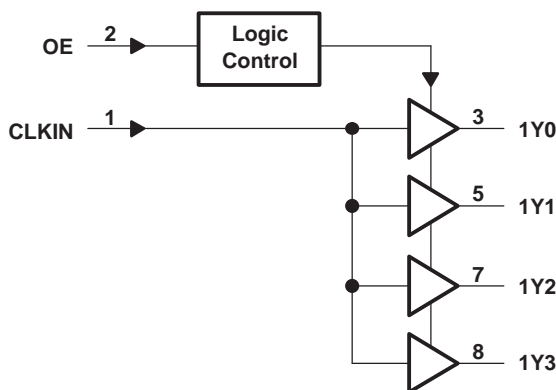 OE 2 Logic Control
CLKIN 1
3 1Y0
5 1Y1
7 1Y2
8 1Y3